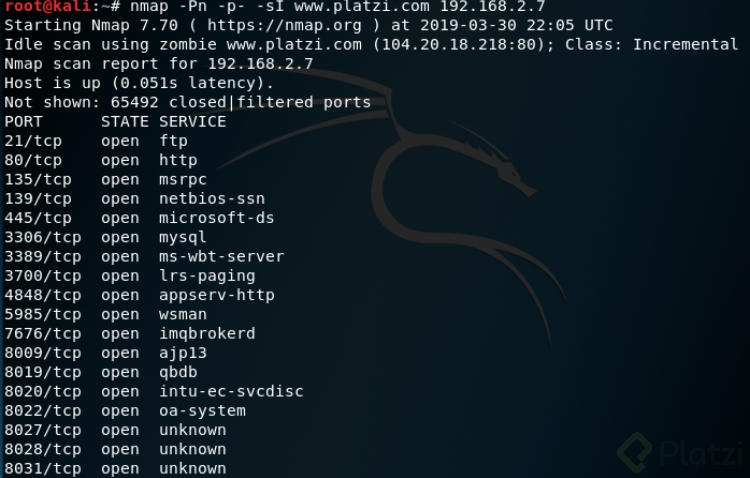 root@kali:~# nmap -Pn -p- -sI www.platzi.com 192.168.2.7
Starting Nmap 7.70 ( https://nmap.org ) at 2019-03-30 22:05 UTC
Idle scan using zombie www.platzi.com (104.20.18.218:80); Class: Incremental
Nmap scan report for 192.168.2.7
Host is up (0.051s latency).
Not shown: 65492 closed|filtered ports
PORT     STATE SERVICE
21/tcp   open  ftp
80/tcp   open  http
135/tcp  open  msrpc
139/tcp  open  netbios-ssn
445/tcp  open  microsoft-ds
3306/tcp open  mysql
3389/tcp open  ms-wbt-server
3700/tcp open  lrs-paging
4848/tcp open  appserv-http
5985/tcp open  wsman
7676/tcp open  imqbrokerd
8009/tcp open  ajp13
8019/tcp open  qbdb
8020/tcp open  intu-ec-svcdisc
8022/tcp open  oa-system
8027/tcp open  unknown
8028/tcp open  unknown
8031/tcp open  unknown
Platzi